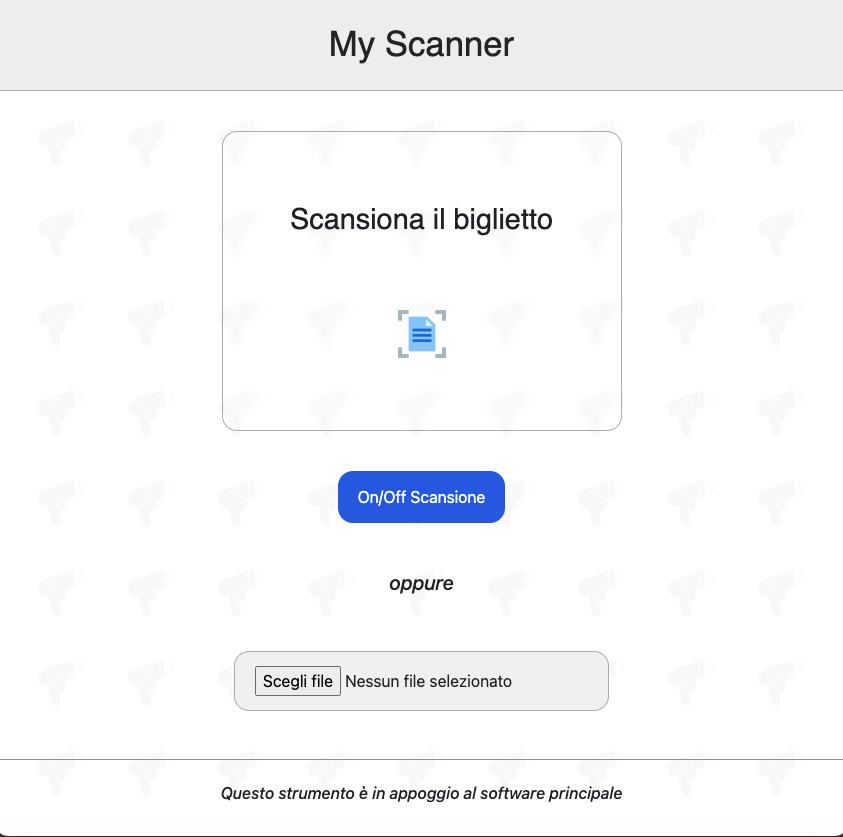 My Scanner
Scansiona il biglietto
On/Off Scansione
oppure
Scegli file Nessun file selezionato
Questo strumento è in appoggio al software principale